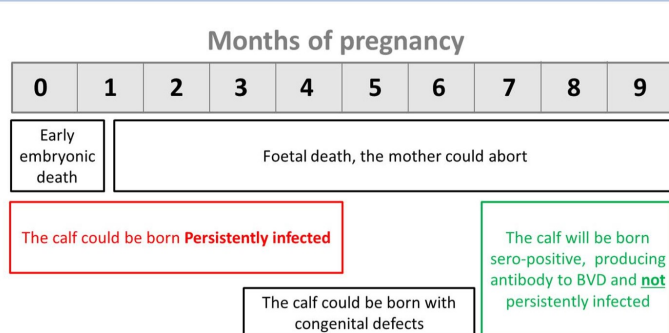 Months of pregnancy
0 1 2 3 4 5 6 7 8 9
Early
embryonic
death
Foetal death, the mother could abort
The calf could be born Persistently infected
The calf will be born
sero-positive, producing
antibody to BVD and not
persistently infected
The calf could be born with
congenital defects